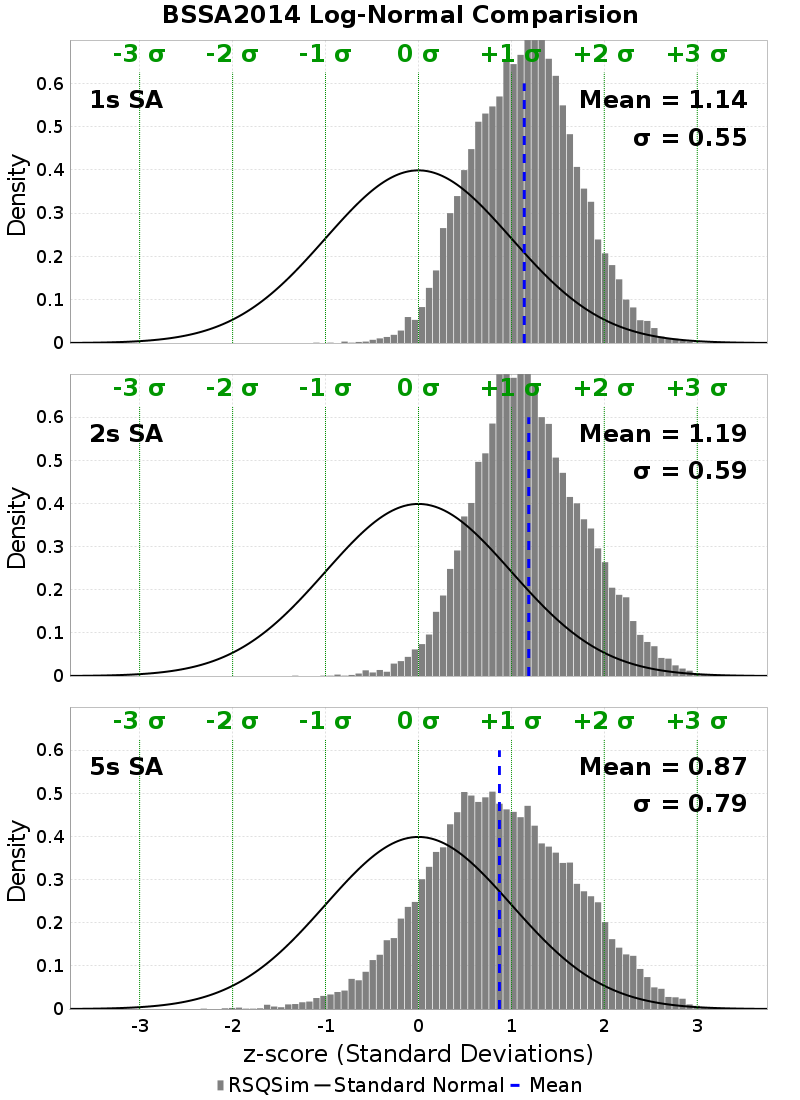 BSSA2014 Log-Normal Comparision
-3 σ -2 σ -1 σ 0 σ +1 σ +2 σ +3 σ
1s SA
Mean = 1.14
σ = 0.55
Density
0.6
0.5
0.4
0.3
0.2
0.1
0
-3 σ -2 σ -1 σ 0 σ +1 σ +2 σ +3 σ
2s SA
Mean = 1.19
σ = 0.59
Density
0.6
0.5
0.4
0.3
0.2
0.1
0
-3 σ -2 σ -1 σ 0 σ +1 σ +2 σ +3 σ
5s SA
Mean = 0.87
σ = 0.79
Density
0.6
0.5
0.4
0.3
0.2
0.1
0
-3 -2 -1 0 1 2 3
z-score (Standard Deviations)
RSQSim Standard Normal Mean